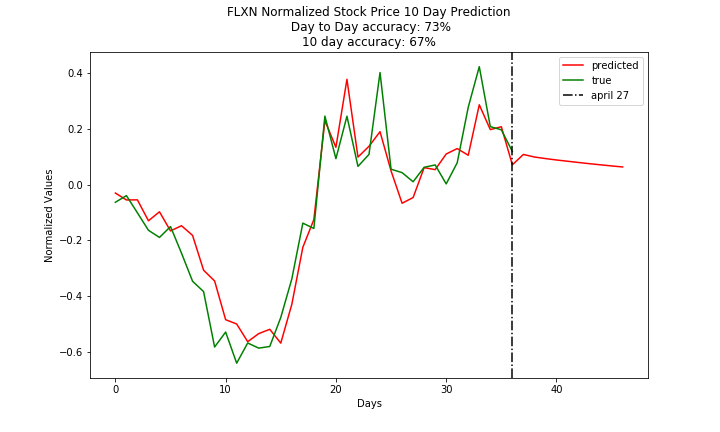 FLXN Normalized Stock Price 10 Day Prediction
Day to Day accuracy: 73%
10 day accuracy: 67%
predicted
true
april 27
Normalized Values
0.4
0.2
0.0
−0.2
−0.4
−0.6
0 10 20 30 40
Days